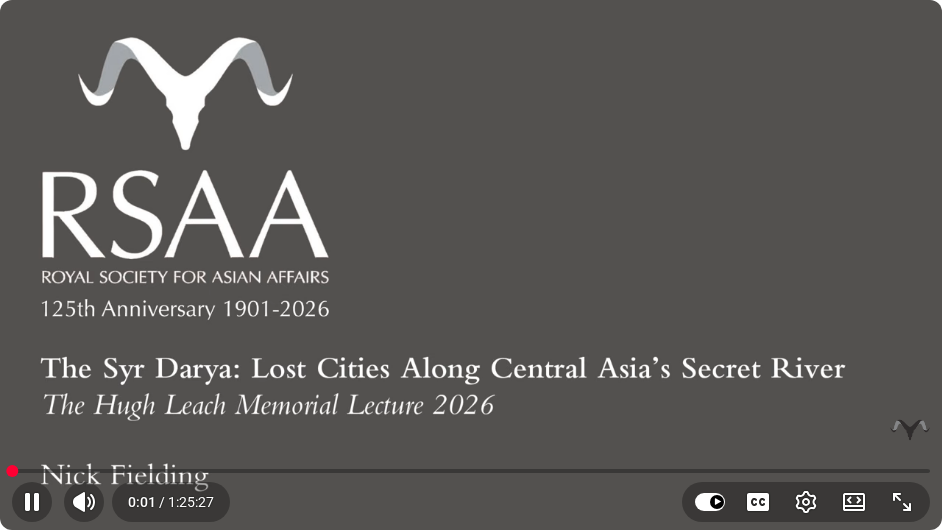 RSAA
ROYAL SOCIETY FOR ASIAN AFFAIRS
125th Anniversary 1901-2026
The Syr Darya: Lost Cities Along Central Asia’s Secret River
The Hugh Leach Memorial Lecture 2026
Nick Fielding
0:01 / 1:25:27
CC